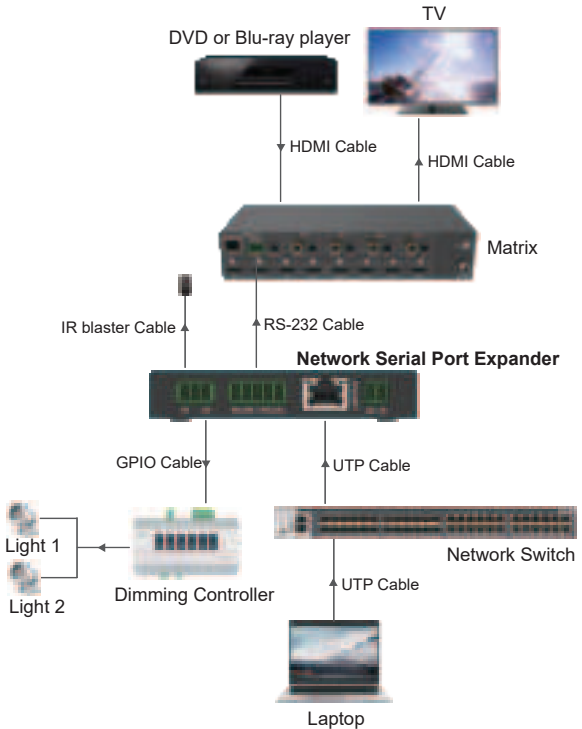 TV
DVD or Blu-ray player
HDMI Cable
HDMI Cable
Matrix
IR blaster Cable
RS-232 Cable
Network Serial Port Expander
GPIO Cable
UTP Cable
Light 1
Network Switch
Dimming Controller
UTP Cable
Light 2
Laptop